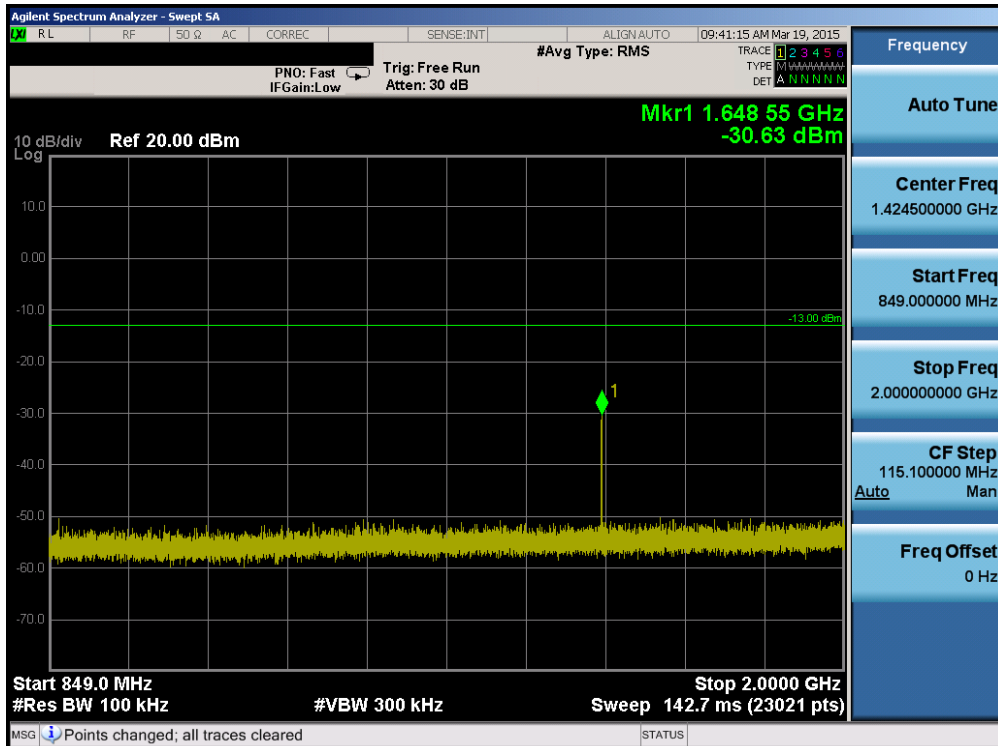 Agilent Spectrum Analyzer - Swept SA
LXI RL RF 50 Ω AC CORREC SENSE:INT ALIGNAUTO 09:41:15 AM Mar 19, 2015
PNO: Fast
IFGain:Low
Trig: Free Run
Atten: 30 dB
#Avg Type: RMS
TRACE 1 2 3 4 5 6
TYPE M WWWWW
DET A N N N N N
Mkr1 1.648 55 GHz
-30.63 dBm
10 dB/div Ref 20.00 dBm
Log
10.0
0.00
-10.0
-13.00 dBm
-20.0
1
-30.0
-40.0
-50.0
-60.0
-70.0
Start 849.0 MHz Stop 2.0000 GHz
#Res BW 100 kHz #VBW 300 kHz Sweep 142.7 ms (23021 pts)
MSG Points changed; all traces cleared STATUS
Frequency
Auto Tune
Center Freq
1.424500000 GHz
Start Freq
849.000000 MHz
Stop Freq
2.000000000 GHz
CF Step
115.100000 MHz
Auto Man
Freq Offset
0 Hz